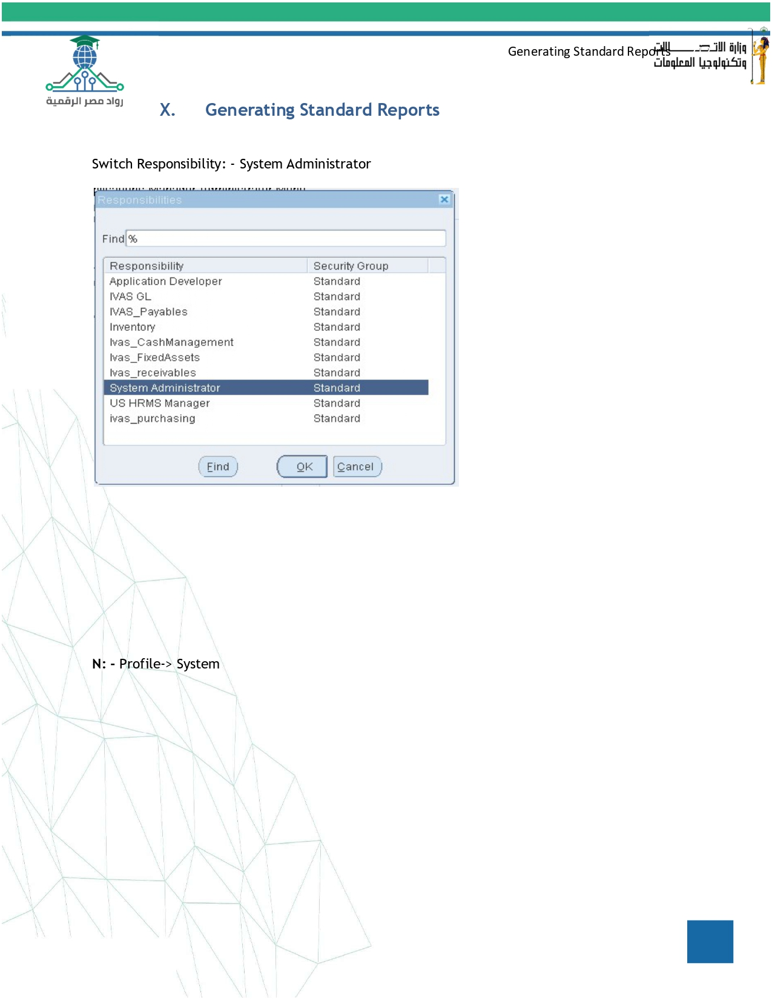 Generating Standard Reports
وزارة الاتصالات
وتكنولوجيا المعلومات
رواد مصر الرقمية
X. Generating Standard Reports
Switch Responsibility: - System Administrator
Responsibilities
Find %
Responsibility Security Group
Application Developer Standard
IVAS GL Standard
IVAS_Payables Standard
Inventory Standard
Ivas_CashManagement Standard
Ivas_FixedAssets Standard
Ivas_receivables Standard
System Administrator Standard
US HRMS Manager Standard
ivas_purchasing Standard
Find OK Cancel
N: - Profile-> System